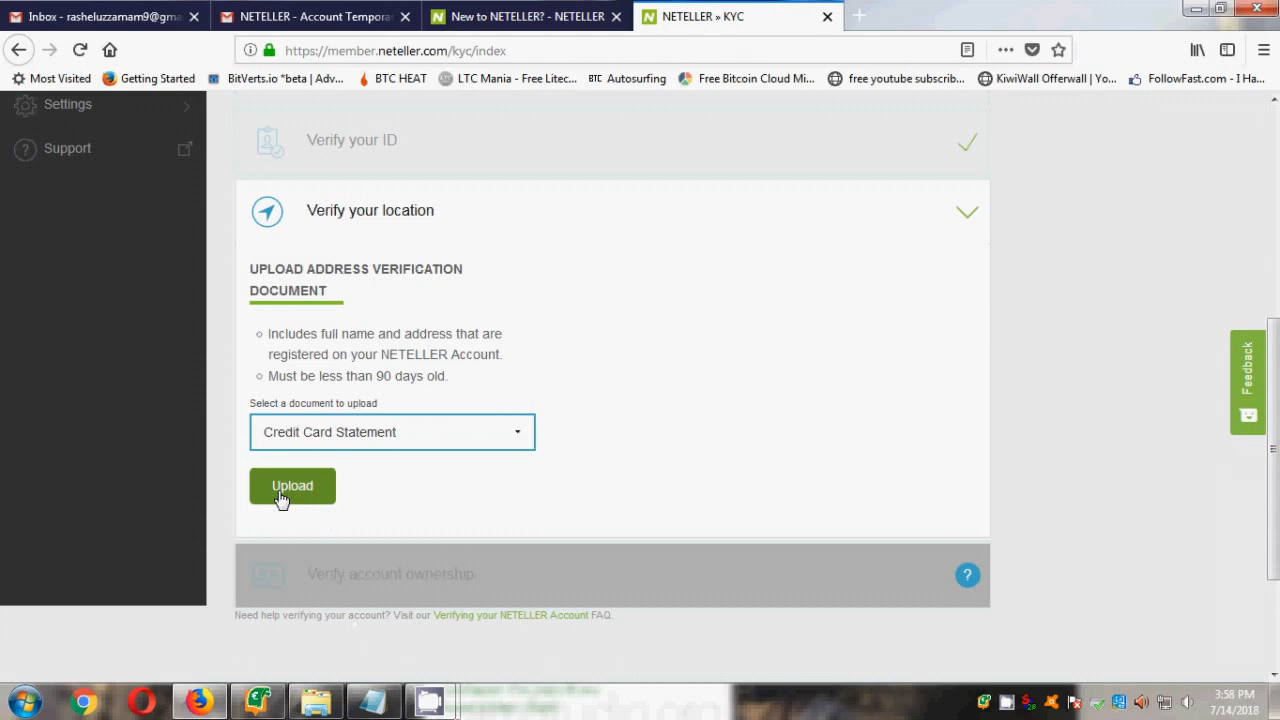 Inbox - rasheluzzamam9@gma
NETELLER - Account Tempora
New to NETELLER? - NETELLER
NETELLER » KYC
https://member.neteller.com/kyc/index
Most Visited
Getting Started
BitVerts.io *beta | Adv...
BTC HEAT
LTC Mania - Free Litec...
BTC Autosurfing
Free Bitcoin Cloud Mi...
free youtube subscrib...
KiwiWall Offerwall | Yo...
FollowFast.com - I Ha...
Settings
Support
Verify your ID
Verify your location
UPLOAD ADDRESS VERIFICATION
DOCUMENT
Includes full name and address that are
registered on your NETELLER Account.
Must be less than 90 days old.
Select a document to upload
Credit Card Statement
Upload
Verify account ownership
?
Need help verifying your account? Visit our Verifying your NETELLER Account FAQ.
Feedback
3:58 PM
7/14/2018